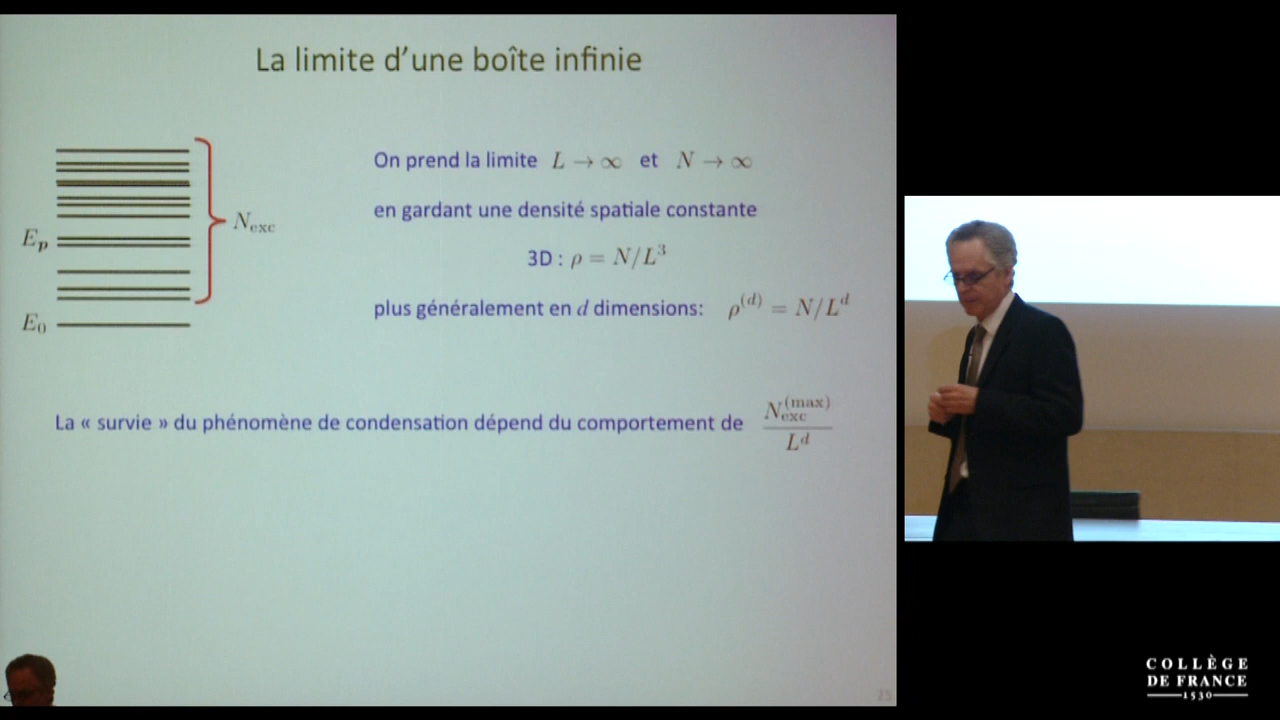 La limite d'une boîte infinie
On prend la limite L → ∞ et N → ∞
en gardant une densité spatiale constante
3D : ρ = N/L³
plus généralement en d dimensions: ρ^(d) = N/L^d
E_p
E_0
N_exc
La « survie » du phénomène de condensation dépend du comportement de N_exc^(max) / L^d
25
COLLÈGE
DE FRANCE
1530